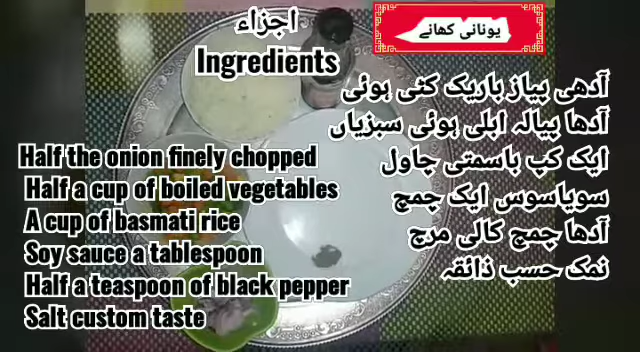 اجزاء
یونانی کھانے
Ingredients
آدھی پیاز باریک کٹی ہوئی
آدھا پیالہ ابلی ہوئی سبزیاں
ایک کپ باسمتی چاول
سویاسوس ایک چمچ
آدھا چمچ کالی مرچ
نمک حسب ذائقہ
Half the onion finely chopped
Half a cup of boiled vegetables
A cup of basmati rice
Soy sauce a tablespoon
Half a teaspoon of black pepper
Salt custom taste